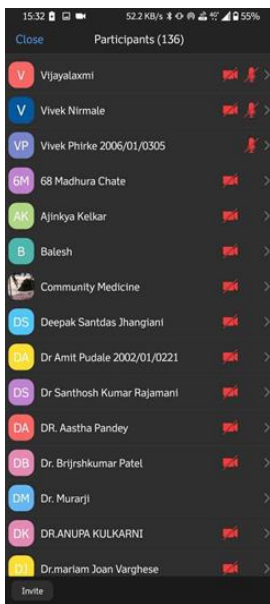 15:32 52.2 KB/s 4G 55%
Close Participants (136)
V Vijayalaxmi
V Vivek Nirmale
VP Vivek Phirke 2006/01/0305
6M 68 Madhura Chate
AK Ajinkya Kelkar
B Balesh
Community Medicine
DS Deepak Santdas Jhangiani
DA Dr Amit Pudale 2002/01/0221
DS Dr Santhosh Kumar Rajamani
DA DR. Aastha Pandey
DB Dr. Brijrshkumar Patel
DM Dr. Murarji
DK DR.ANUPA KULKARNI
DJ Dr.mariam Joan Varghese
Invite